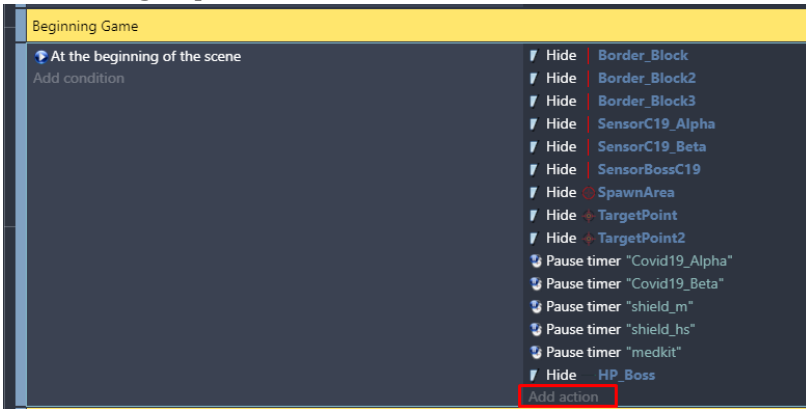 Beginning Game
At the beginning of the scene
Add condition
Hide Border_Block
Hide Border_Block2
Hide Border_Block3
Hide SensorC19_Alpha
Hide SensorC19_Beta
Hide SensorBossC19
Hide SpawnArea
Hide TargetPoint
Hide TargetPoint2
Pause timer "Covid19_Alpha"
Pause timer "Covid19_Beta"
Pause timer "shield_m"
Pause timer "shield_hs"
Pause timer "medkit"
Hide HP_Boss
Add action